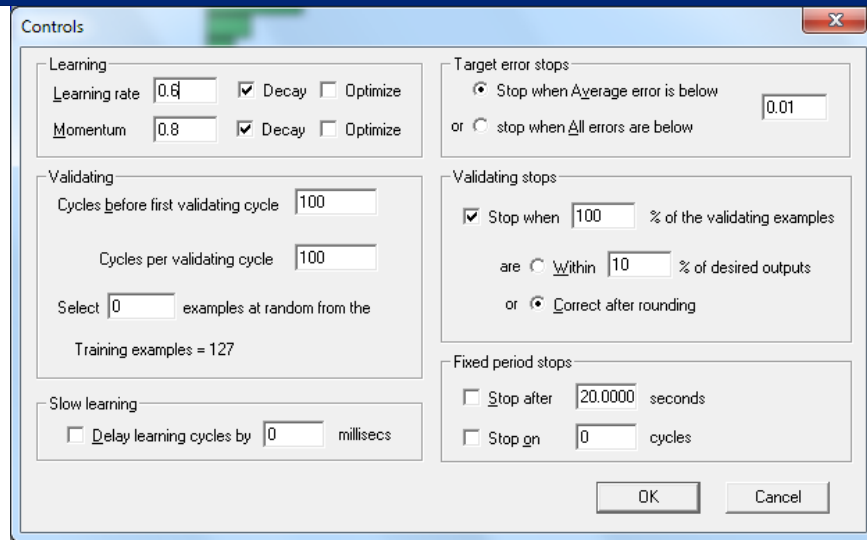 Controls
Learning
Learning rate 0.6 Decay Optimize
Momentum 0.8 Decay Optimize
Validating
Cycles before first validating cycle 100
Cycles per validating cycle 100
Select 0 examples at random from the
Training examples = 127
Slow learning
Delay learning cycles by 0 millisecs
Target error stops
Stop when Average error is below
0.01
or stop when All errors are below
Validating stops
Stop when 100 % of the validating examples
are Within 10 % of desired outputs
or Correct after rounding
Fixed period stops
Stop after 20.0000 seconds
Stop on 0 cycles
OK Cancel